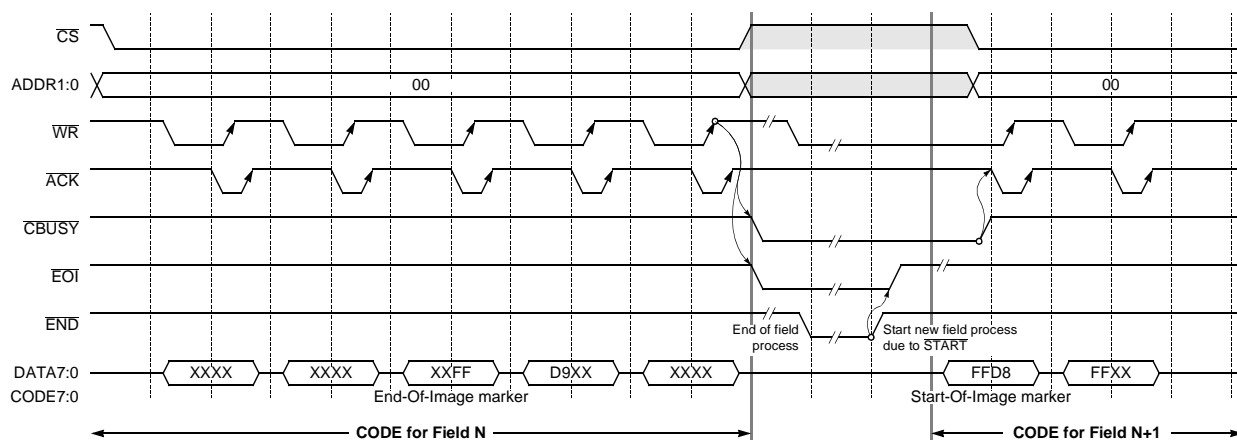 CS
ADDR1:0 00 00
WR
ACK
CBUSY
EOI
END
End of field
process
Start new field process
due to START
DATA7:0
CODE7:0
XXXX XXXX XXFF D9XX XXXX FFD8 FFXX
End-Of-Image marker Start-Of-Image marker
CODE for Field N CODE for Field N+1